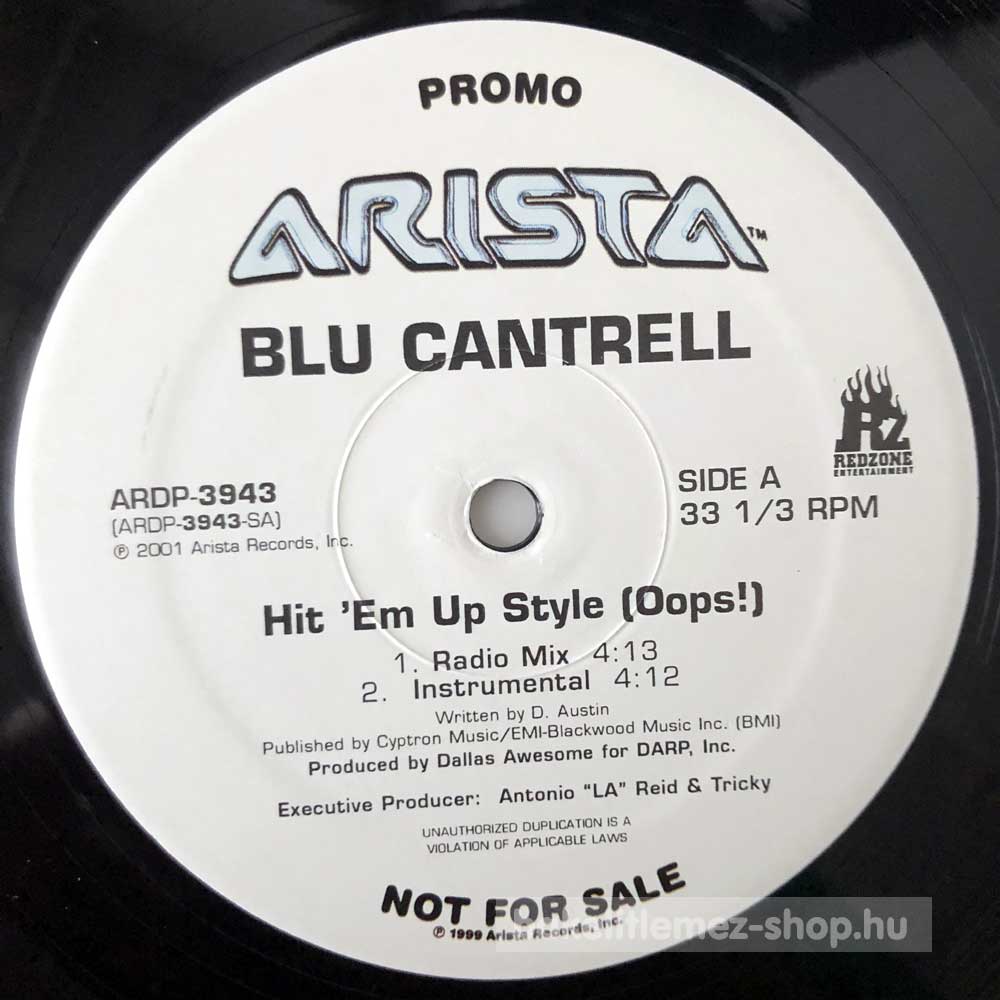 PROMO
ARISTA™
BLU CANTRELL
RZ
REDZONE
ENTERTAINMENT
ARDP-3943
(ARDP-3943-SA)
℗ 2001 Arista Records, Inc.
SIDE A
33 1/3 RPM
Hit 'Em Up Style (Oops!)
1. Radio Mix 4:13
2. Instrumental 4:12
Written by D. Austin
Published by Cyptron Music/EMI-Blackwood Music Inc. (BMI)
Produced by Dallas Awesome for DARP, Inc.
Executive Producer: Antonio "LA" Reid & Tricky
UNAUTHORIZED DUPLICATION IS A
VIOLATION OF APPLICABLE LAWS
NOT FOR SALE
℗ 1999 Arista Records, Inc.